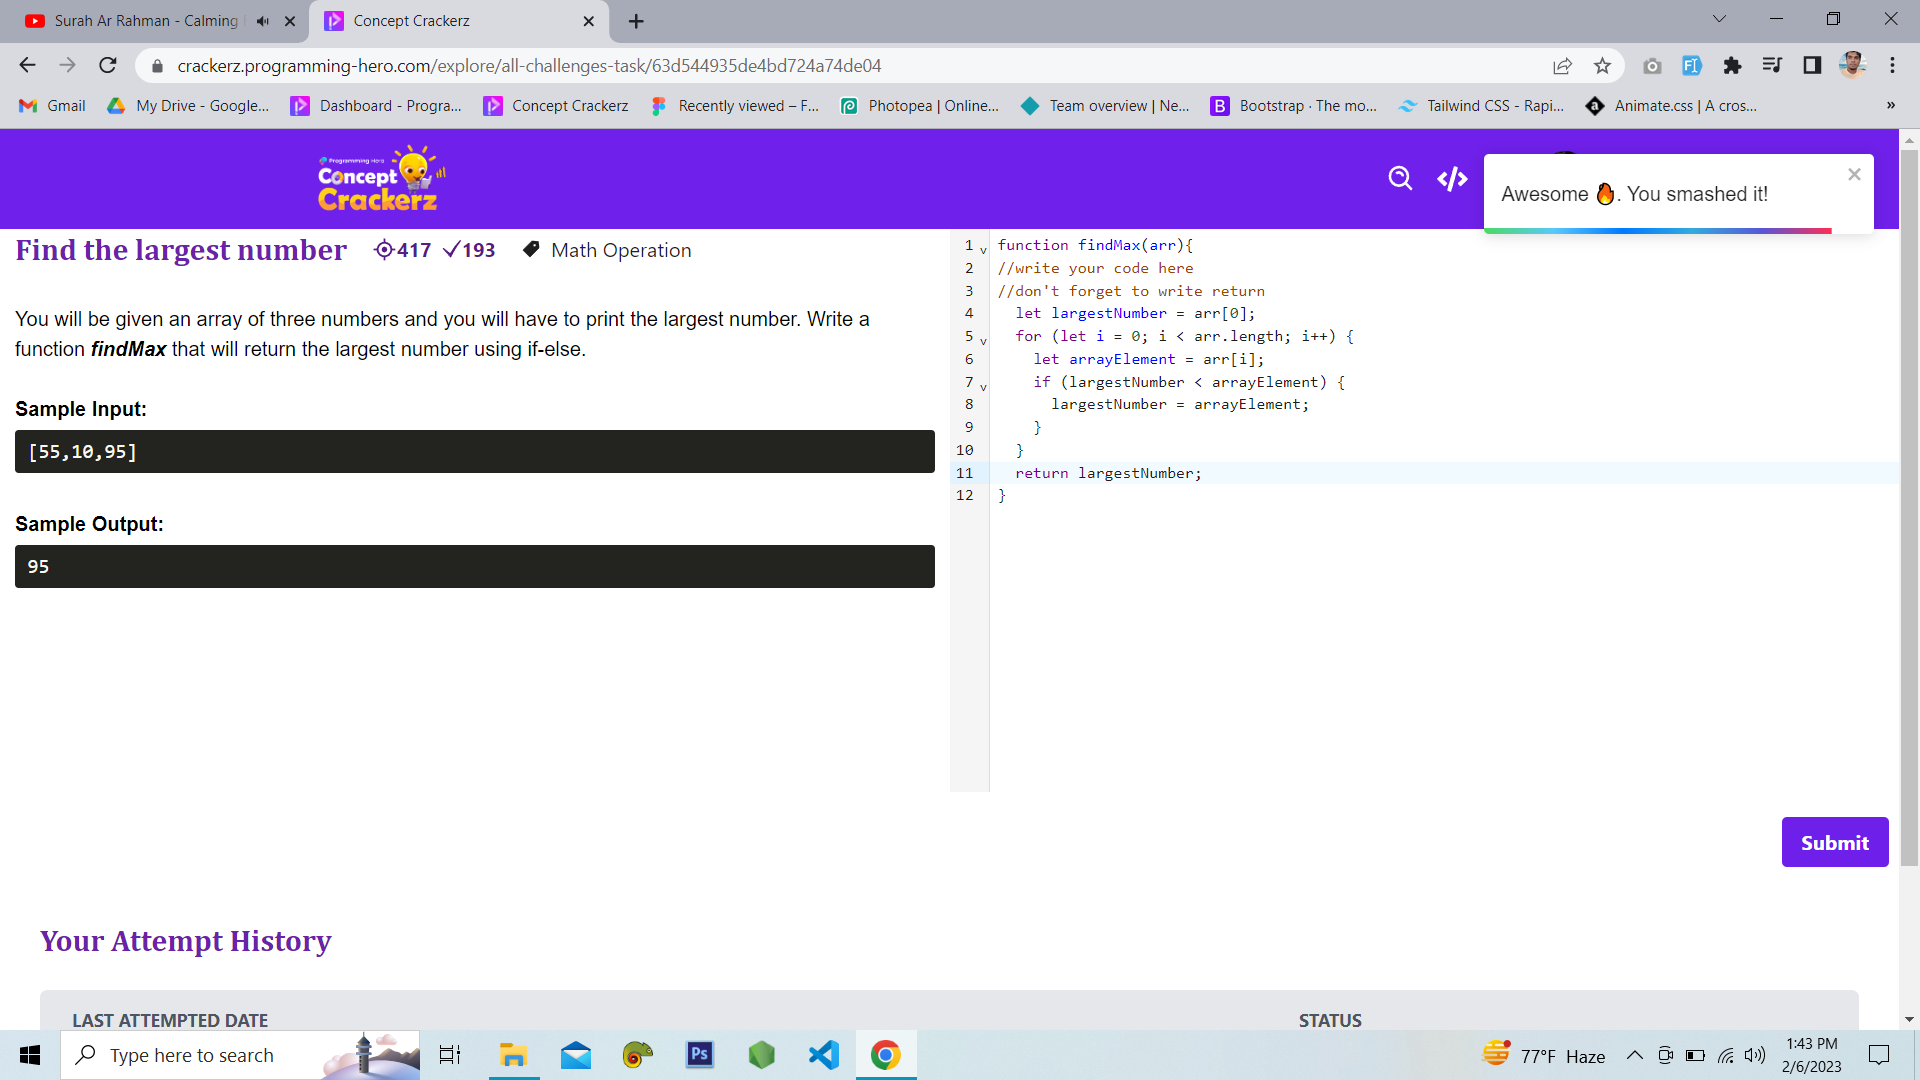 Surah Ar Rahman - Calming
Concept Crackerz
crackerz.programming-hero.com/explore/all-challenges-task/63d544935de4bd724a74de04
Gmail
My Drive - Google...
Dashboard - Progra...
Concept Crackerz
Recently viewed – F...
Photopea | Online...
Team overview | Ne...
Bootstrap · The mo...
Tailwind CSS - Rapi...
Animate.css | A cros...
»
Programming Hero
Concept
Crackerz
Awesome 🔥. You smashed it!
Find the largest number 417 193 Math Operation
You will be given an array of three numbers and you will have to print the largest number. Write a
function findMax that will return the largest number using if-else.
Sample Input:
[55,10,95]
Sample Output:
95
1 function findMax(arr){
2 //write your code here
3 //don't forget to write return
4 let largestNumber = arr[0];
5 for (let i = 0; i < arr.length; i++) {
6 let arrayElement = arr[i];
7 if (largestNumber < arrayElement) {
8 largestNumber = arrayElement;
9 }
10 }
11 return largestNumber;
12 }
Submit
Your Attempt History
LAST ATTEMPTED DATE STATUS
Type here to search
Ps
77°F Haze
1:43 PM
2/6/2023